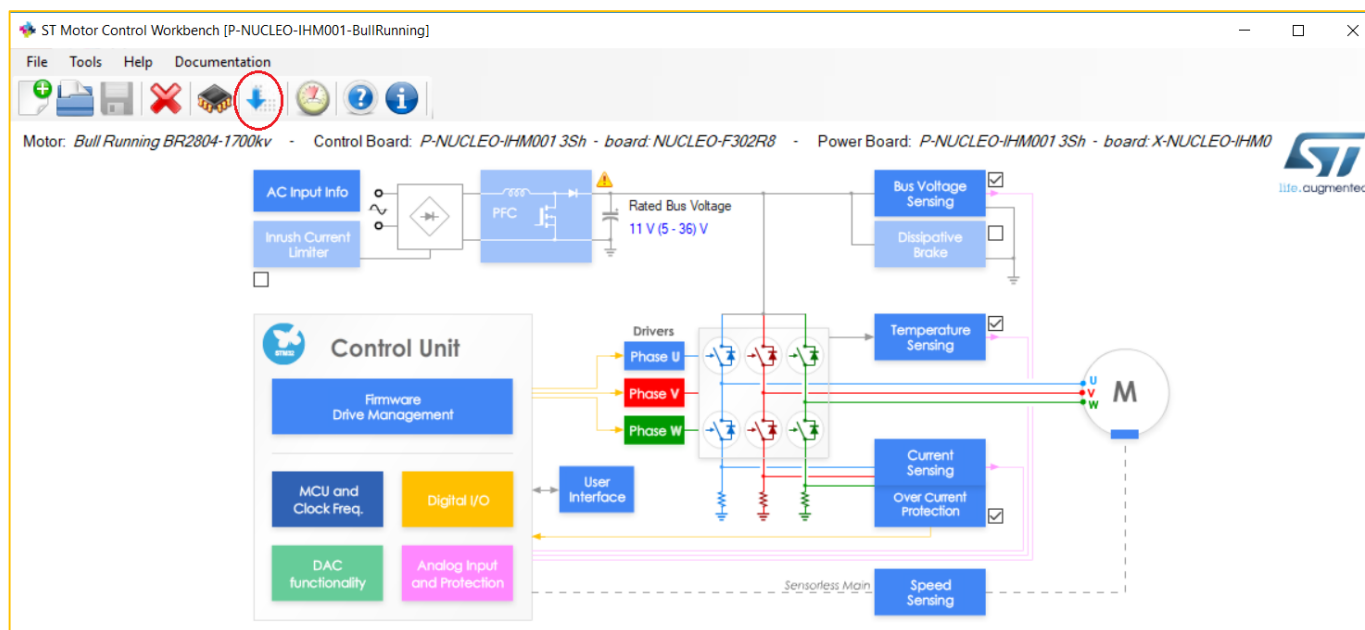 ST Motor Control Workbench [P-NUCLEO-IHM001-BullRunning]
File Tools Help Documentation
Motor: Bull Running BR2804-1700kv - Control Board: P-NUCLEO-IHM001 3Sh - board: NUCLEO-F302R8 - Power Board: P-NUCLEO-IHM001 3Sh - board: X-NUCLEO-IHM0
ST
life.augmented
AC Input Info
Inrush Current
Limiter
PFC
Rated Bus Voltage
11 V (5 - 36) V
Bus Voltage
Sensing
Dissipative
Brake
STM32
Control Unit
Firmware
Drive Management
MCU and
Clock Freq.
Digital I/O
DAC
functionality
Analog Input
and Protection
User
Interface
Drivers
Phase U
Phase V
Phase W
Temperature
Sensing
U
V
W
M
Current
Sensing
Over Current
Protection
Sensorless Main
Speed
Sensing